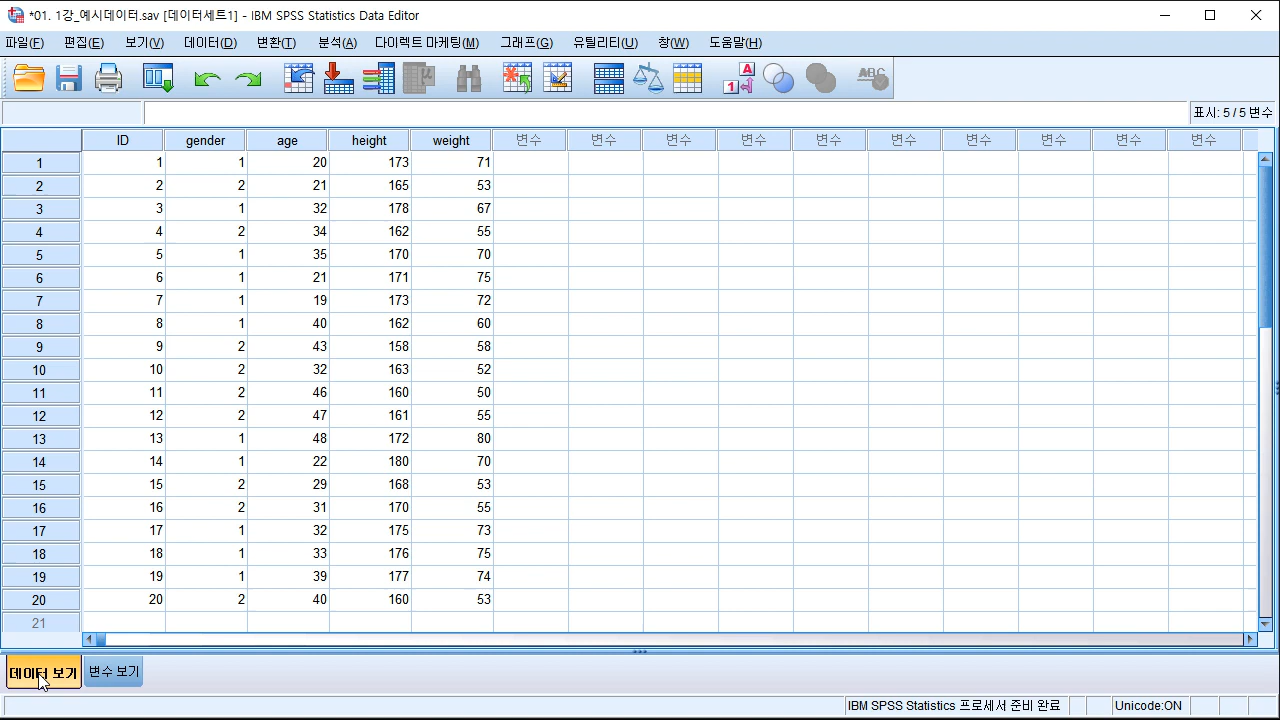 *01. 1강_예시데이터.sav [데이터세트1] - IBM SPSS Statistics Data Editor
파일(F) 편집(E) 보기(V) 데이터(D) 변환(T) 분석(A) 다이렉트 마케팅(M) 그래프(G) 유틸리티(U) 창(W) 도움말(H)
표시: 5 / 5 변수
ID gender age height weight 변수 변수 변수 변수 변수 변수 변수 변수 변수 변수
1 1 1 20 173 71
2 2 2 21 165 53
3 3 1 32 178 67
4 4 2 34 162 55
5 5 1 35 170 70
6 6 1 21 171 75
7 7 1 19 173 72
8 8 1 40 162 60
9 9 2 43 158 58
10 10 2 32 163 52
11 11 2 46 160 50
12 12 2 47 161 55
13 13 1 48 172 80
14 14 1 22 180 70
15 15 2 29 168 53
16 16 2 31 170 55
17 17 1 32 175 73
18 18 1 33 176 75
19 19 1 39 177 74
20 20 2 40 160 53
21
데이터 보기 변수 보기
IBM SPSS Statistics 프로세서 준비 완료 Unicode:ON